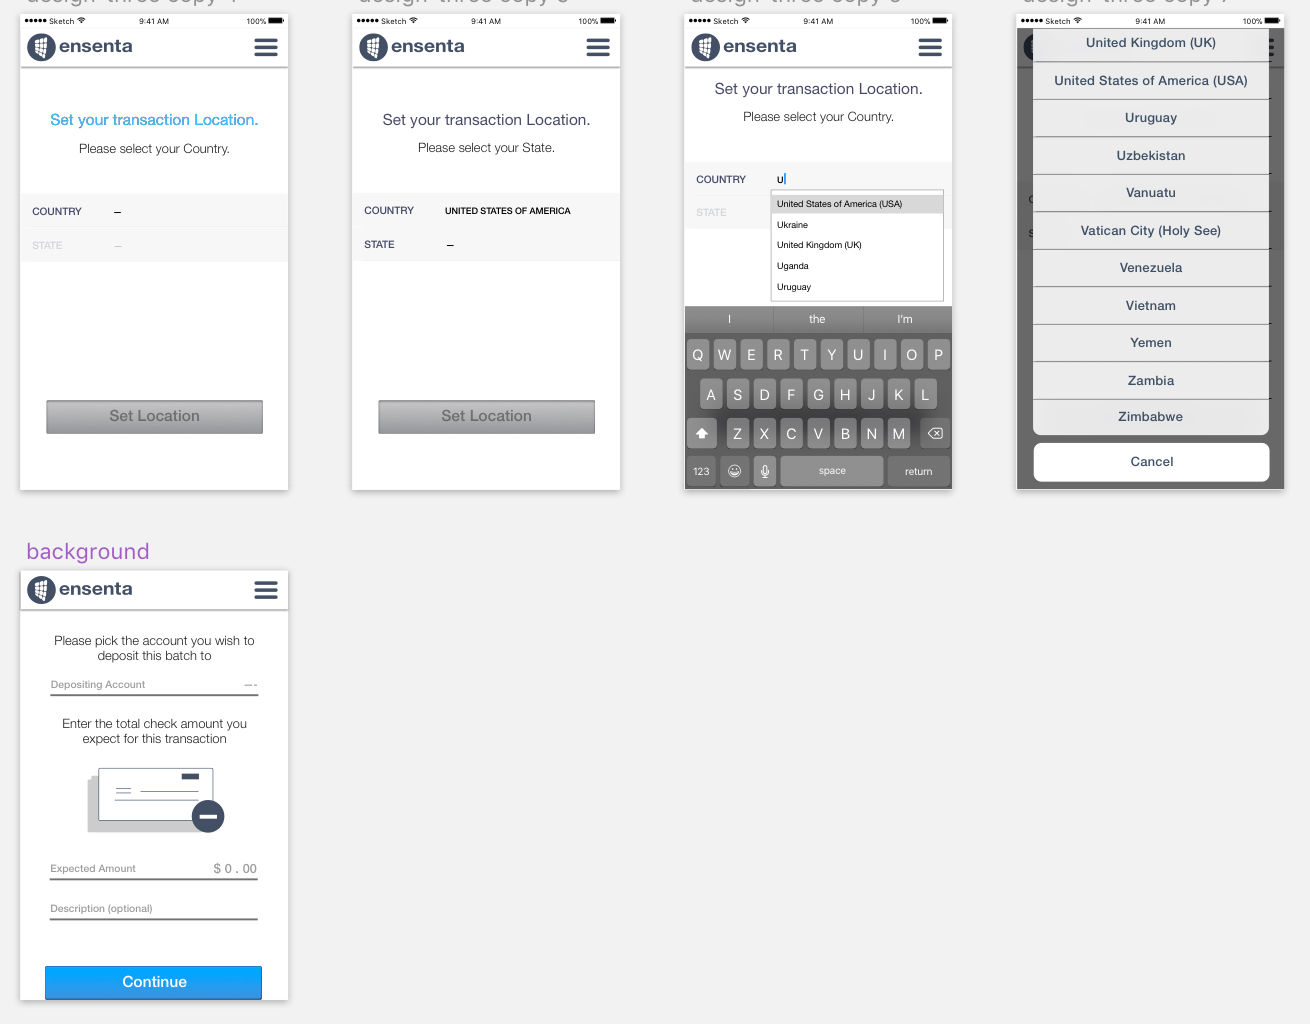 Sketch 9:41 AM 100%
ensenta
Set your transaction Location.
Please select your Country.
COUNTRY –
STATE –
Set Location
Sketch 9:41 AM 100%
ensenta
Set your transaction Location.
Please select your State.
COUNTRY UNITED STATES OF AMERICA
STATE –
Set Location
Sketch 9:41 AM 100%
ensenta
Set your transaction Location.
Please select your Country.
COUNTRY U
STATE
United States of America (USA)
Ukraine
United Kingdom (UK)
Uganda
Uruguay
I the I'm
Q W E R T Y U I O P
A S D F G H J K L
Z X C V B N M
123 space return
Sketch 9:41 AM 100%
United Kingdom (UK)
United States of America (USA)
Uruguay
Uzbekistan
Vanuatu
Vatican City (Holy See)
Venezuela
Vietnam
Yemen
Zambia
Zimbabwe
Cancel
background
ensenta
Please pick the account you wish to
deposit this batch to
Depositing Account —-
Enter the total check amount you
expect for this transaction
Expected Amount $ 0 . 00
Description (optional)
Continue